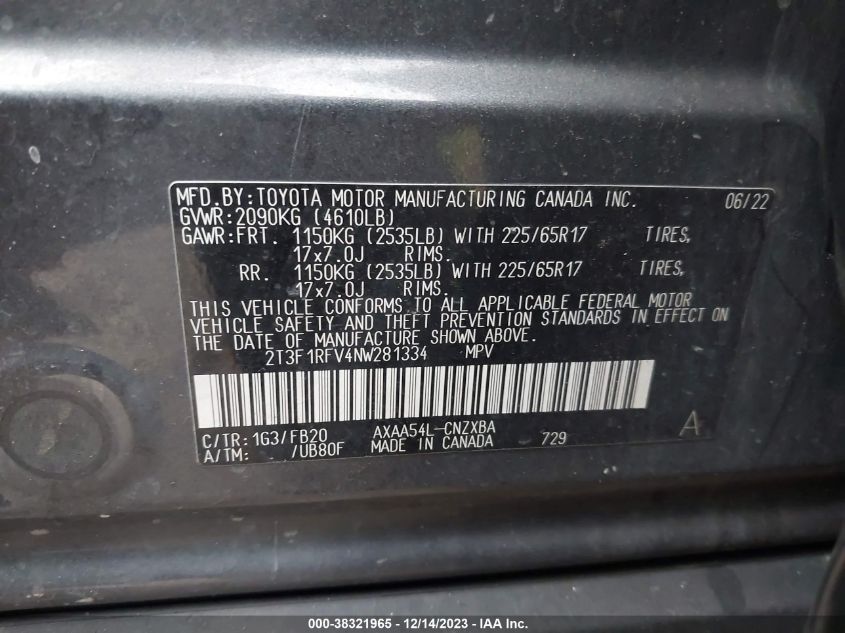 MFD.BY:TOYOTA MOTOR MANUFACTURING CANADA INC. 06/22
GVWR:2090KG (4610LB)
GAWR:FRT. 1150KG (2535LB) WITH 225/65R17 TIRES,
17x7.0J RIMS.
RR. 1150KG (2535LB) WITH 225/65R17 TIRES,
17x7.0J RIMS.
THIS VEHICLE CONFORMS TO ALL APPLICABLE FEDERAL MOTOR
VEHICLE SAFETY AND THEFT PREVENTION STANDARDS IN EFFECT ON
THE DATE OF MANUFACTURE SHOWN ABOVE.
2T3F1RFV4NW281334 MPV
C/TR:1G3/FB20 AXAA54L-CNZXBA
A/TM: /UB80F MADE IN CANADA 729 A
000-38321965 - 12/14/2023 - IAA Inc.